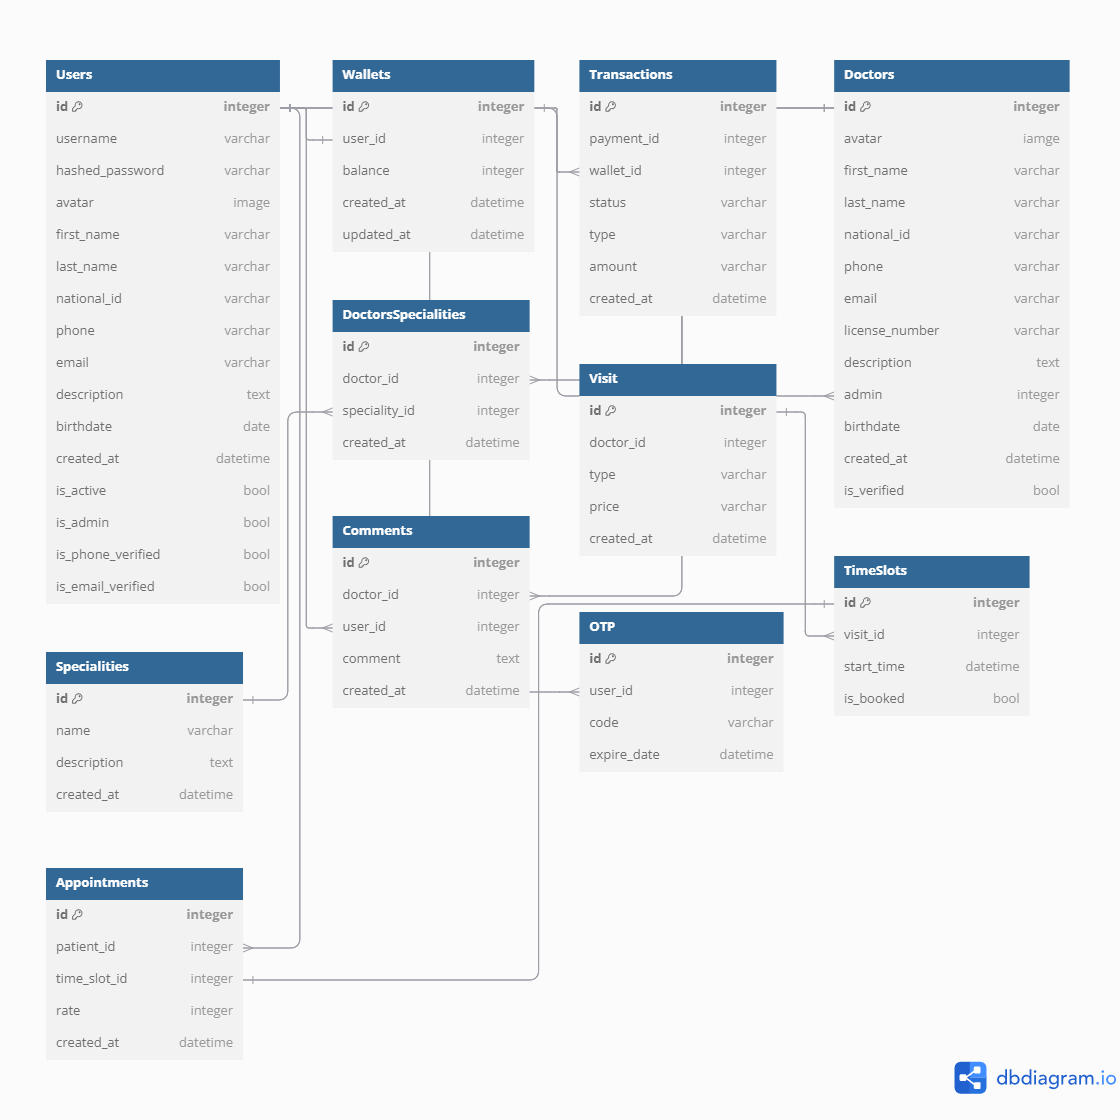 Users
id integer
username varchar
hashed_password varchar
avatar image
first_name varchar
last_name varchar
national_id varchar
phone varchar
email varchar
description text
birthdate date
created_at datetime
is_active bool
is_admin bool
is_phone_verified bool
is_email_verified bool
Wallets
id integer
user_id integer
balance integer
created_at datetime
updated_at datetime
Transactions
id integer
payment_id integer
wallet_id integer
status varchar
type varchar
amount varchar
created_at datetime
Doctors
id integer
avatar iamge
first_name varchar
last_name varchar
national_id varchar
phone varchar
email varchar
license_number varchar
description text
admin integer
birthdate date
created_at datetime
is_verified bool
DoctorsSpecialities
id integer
doctor_id integer
speciality_id integer
created_at datetime
Visit
id integer
doctor_id integer
type varchar
price varchar
created_at datetime
Comments
id integer
doctor_id integer
user_id integer
comment text
created_at datetime
TimeSlots
id integer
visit_id integer
start_time datetime
is_booked bool
OTP
id integer
user_id integer
code varchar
expire_date datetime
Specialities
id integer
name varchar
description text
created_at datetime
Appointments
id integer
patient_id integer
time_slot_id integer
rate integer
created_at datetime
dbdiagram.io